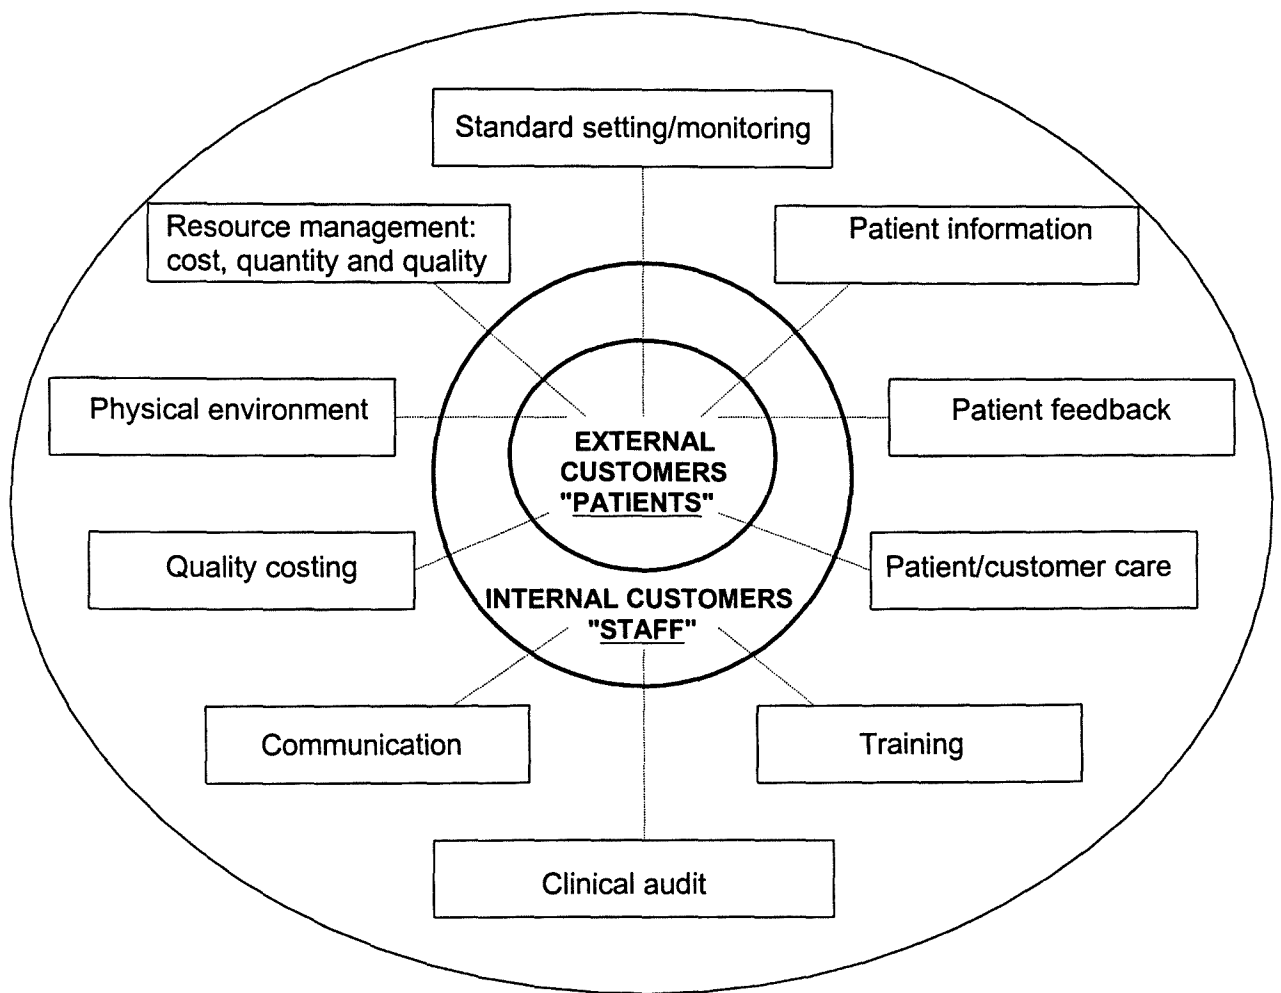 Standard setting/monitoring
Resource management:
cost, quantity and quality
Patient information
Physical environment
Patient feedback
EXTERNAL
CUSTOMERS
"PATIENTS"
Quality costing
Patient/customer care
INTERNAL CUSTOMERS
"STAFF"
Communication
Training
Clinical audit